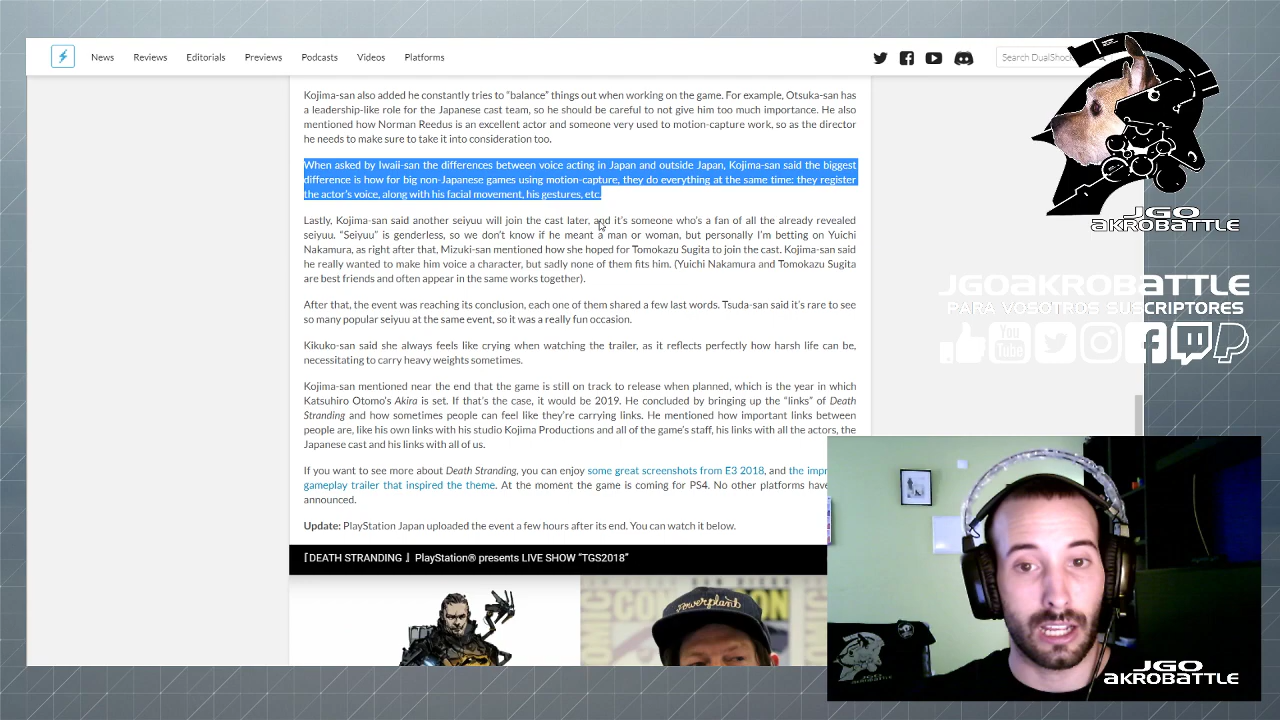 News Reviews Editorials Previews Podcasts Videos Platforms
Kojima-san also added he constantly tries to “balance” things out when working on the game. For example, Otsuka-san has
a leadership-like role for the Japanese cast team, so he should be careful to not give him too much importance. He also
mentioned how Norman Reedus is an excellent actor and someone very used to motion-capture work, so as the director
he needs to make sure to take it into consideration too.
When asked by Iwaii-san the differences between voice acting in Japan and outside Japan, Kojima-san said the biggest
difference is how for big non-Japanese games using motion-capture, they do everything at the same time: they register
the actor’s voice, along with his facial movement, his gestures, etc.
Lastly, Kojima-san said another seiyuu will join the cast later, and it’s someone who’s a fan of all the already revealed
seiyuu. “Seiyuu” is genderless, so we don’t know if he meant a man or woman, but personally I’m betting on Yuichi
Nakamura, as right after that, Mizuki-san mentioned how she hoped for Tomokazu Sugita to join the cast. Kojima-san said
he really wanted to make him voice a character, but sadly none of them fits him. (Yuichi Nakamura and Tomokazu Sugita
are best friends and often appear in the same works together).
After that, the event was reaching its conclusion, each one of them shared a few last words. Tsuda-san said it’s rare to see
so many popular seiyuu at the same event, so it was a really fun occasion.
Kikuko-san said she always feels like crying when watching the trailer, as it reflects perfectly how harsh life can be,
necessitating to carry heavy weights sometimes.
Kojima-san mentioned near the end that the game is still on track to release when planned, which is the year in which
Katsuhiro Otomo’s Akira is set. If that’s the case, it would be 2019. He concluded by bringing up the “links” of Death
Stranding and how sometimes people can feel like they’re carrying links. He mentioned how important links between
people are, like his own links with his studio Kojima Productions and all of the game’s staff, his links with all the actors, the
Japanese cast and his links with all of us.
If you want to see more about Death Stranding, you can enjoy some great screenshots from E3 2018, and the
gameplay trailer that inspired the theme. At the moment the game is coming for PS4. No other platforms have
announced.
Update: PlayStation Japan uploaded the event a few hours after its end. You can watch it below.
『DEATH STRANDING 』 PlayStation® presents LIVE SHOW “TGS2018”
Powerplant
Search
JGO
AKROBATTLE
JGOAKROBATTLE
PARA VOSOTROS SUSCRIPTORES
You
Tube
JGO
AKROBATTLE